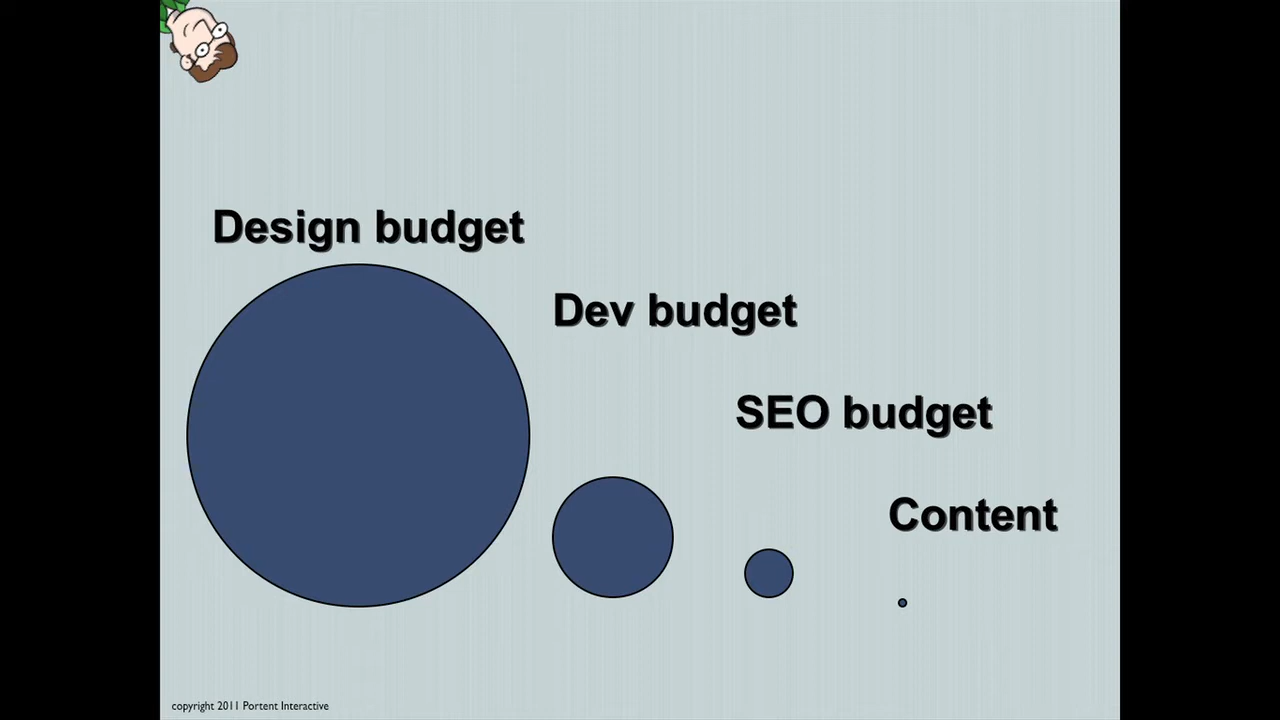 Design budget
Dev budget
SEO budget
Content
copyright 2011 Portent Interactive